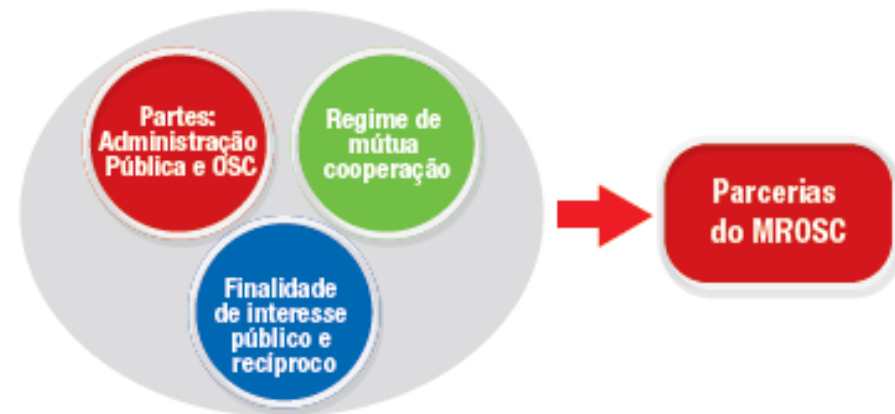 Partes:
Administração
Pública e OSC
Regime de
mútua
cooperação
Finalidade
de interesse
público e
recíproco
Parcerias
do MROSC